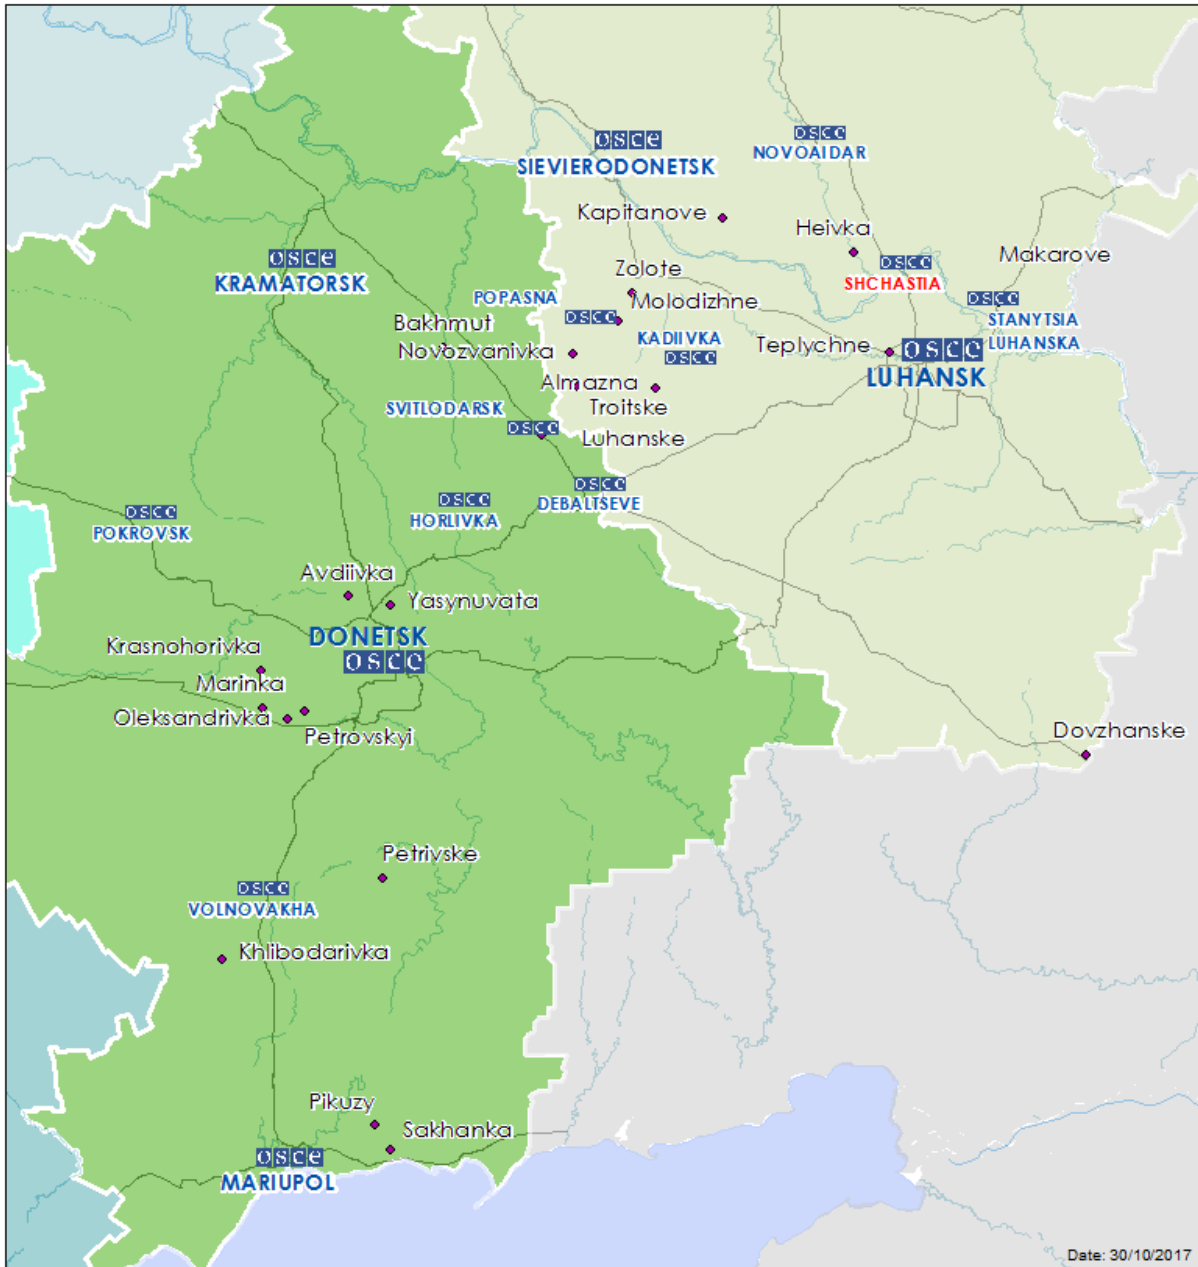 osce
SIEVIERODONETSK
osce
NOVOAIDAR
Kapitanove
Heivka
Makarove
osce
KRAMATORSK
osce
SHCHASTIA
Zolote
POPASNA
Molodizhne
osce
STANYTSIA
LUHANSKA
Bakhmut
osce
KADIIVKA
osce
Novozvanivka
Teplychne
osce
LUHANSK
Almazna
Troitske
SVITLODARSK
osce
Luhanske
osce
DEBALTSEVE
osce
HORLIVKA
osce
POKROVSK
Avdiivka
Yasynuvata
DONETSK
osce
Krasnohorivka
Marinka
Oleksandrivka
Petrovskyi
Dovzhanske
Petrivske
osce
VOLNOVAKHA
Khlibodarivka
Pikuzy
Sakhanka
osce
MARIUPOL
Date: 30/10/2017